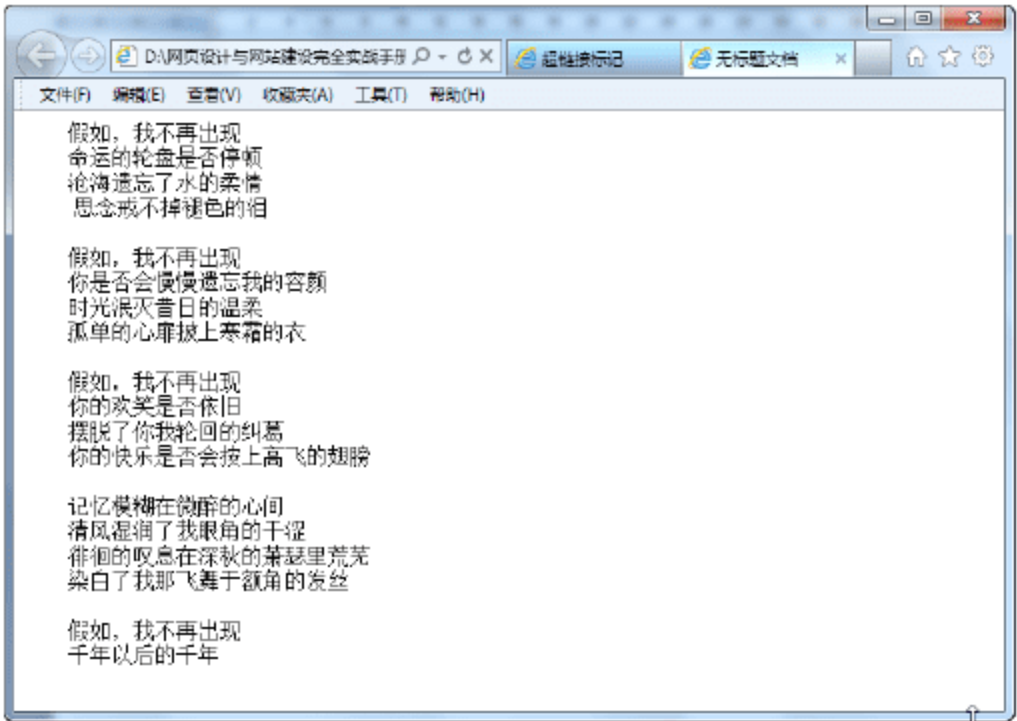 D:\网页设计与网站建设完全实战手册
超链接标记
无标题文档
文件(F) 编辑(E) 查看(V) 收藏夹(A) 工具(T) 帮助(H)
假如，我不再出现
命运的轮盘是否停顿
沧海遗忘了水的柔情
思念戒不掉褪色的泪
假如，我不再出现
你是否会慢慢遗忘我的容颜
时光泯灭昔日的温柔
孤单的心扉披上寒霜的衣
假如，我不再出现
你的欢笑是否依旧
摆脱了你我轮回的纠葛
你的快乐是否会按上高飞的翅膀
记忆模糊在微醉的心间
清风湿润了我眼角的干涩
徘徊的叹息在深秋的萧瑟里荒芜
染白了我那飞舞于额角的发丝
假如，我不再出现
千年以后的千年